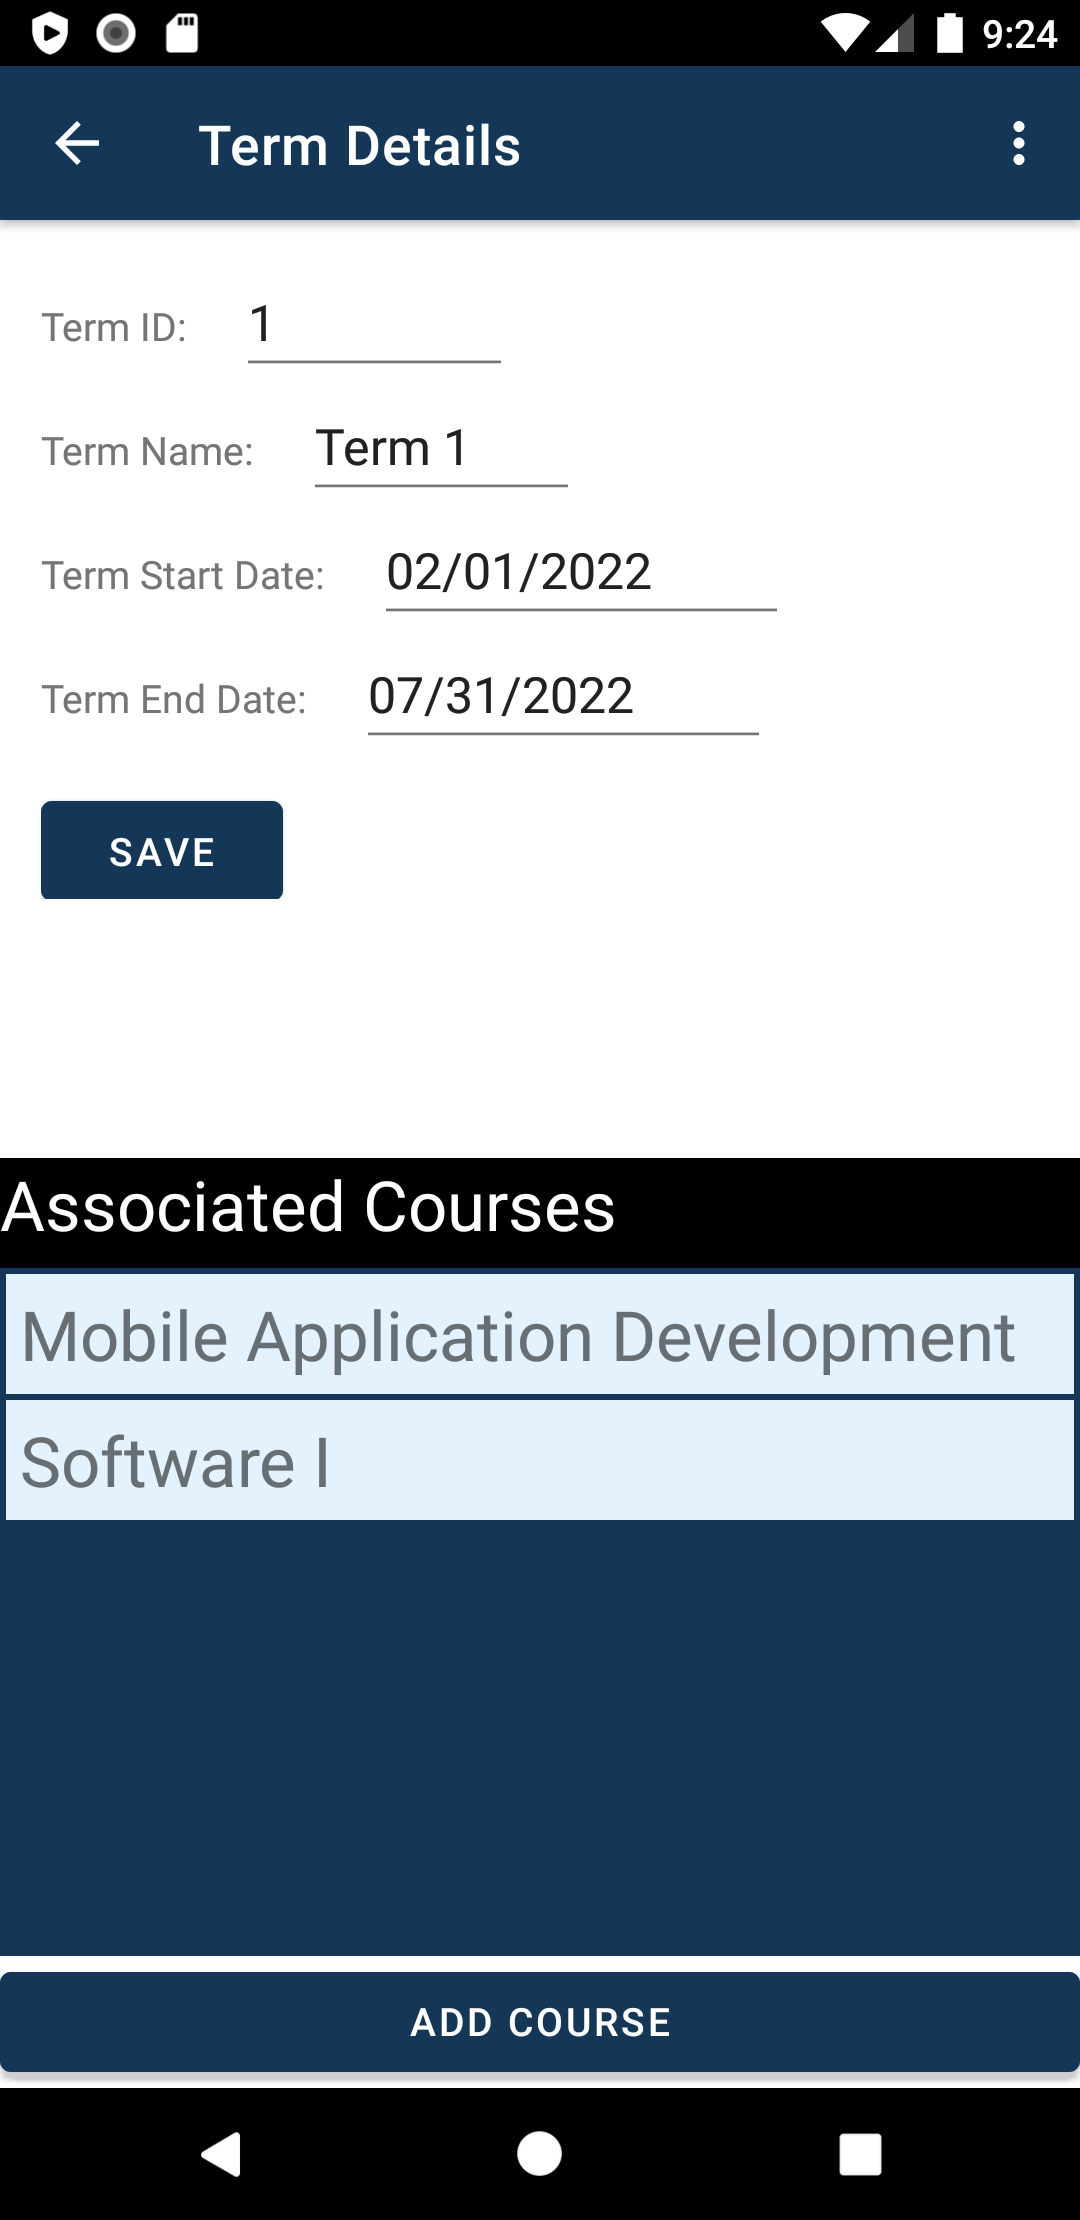 9:24
Term Details
Term ID: 1
Term Name: Term 1
Term Start Date: 02/01/2022
Term End Date: 07/31/2022
SAVE
Associated Courses
Mobile Application Development
Software I
ADD COURSE